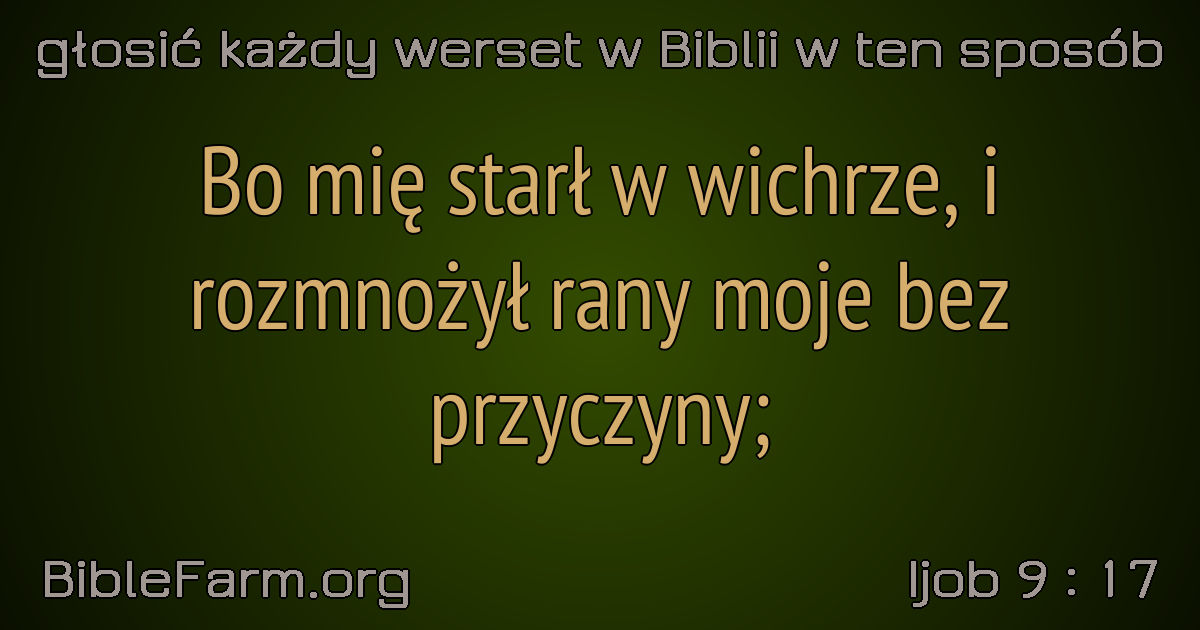 głosić każdy werset w Biblii w ten sposób
Bo mię starł w wichrze, i
rozmnożył rany moje bez
przyczyny;
BibleFarm.org
Ijob 9 : 17